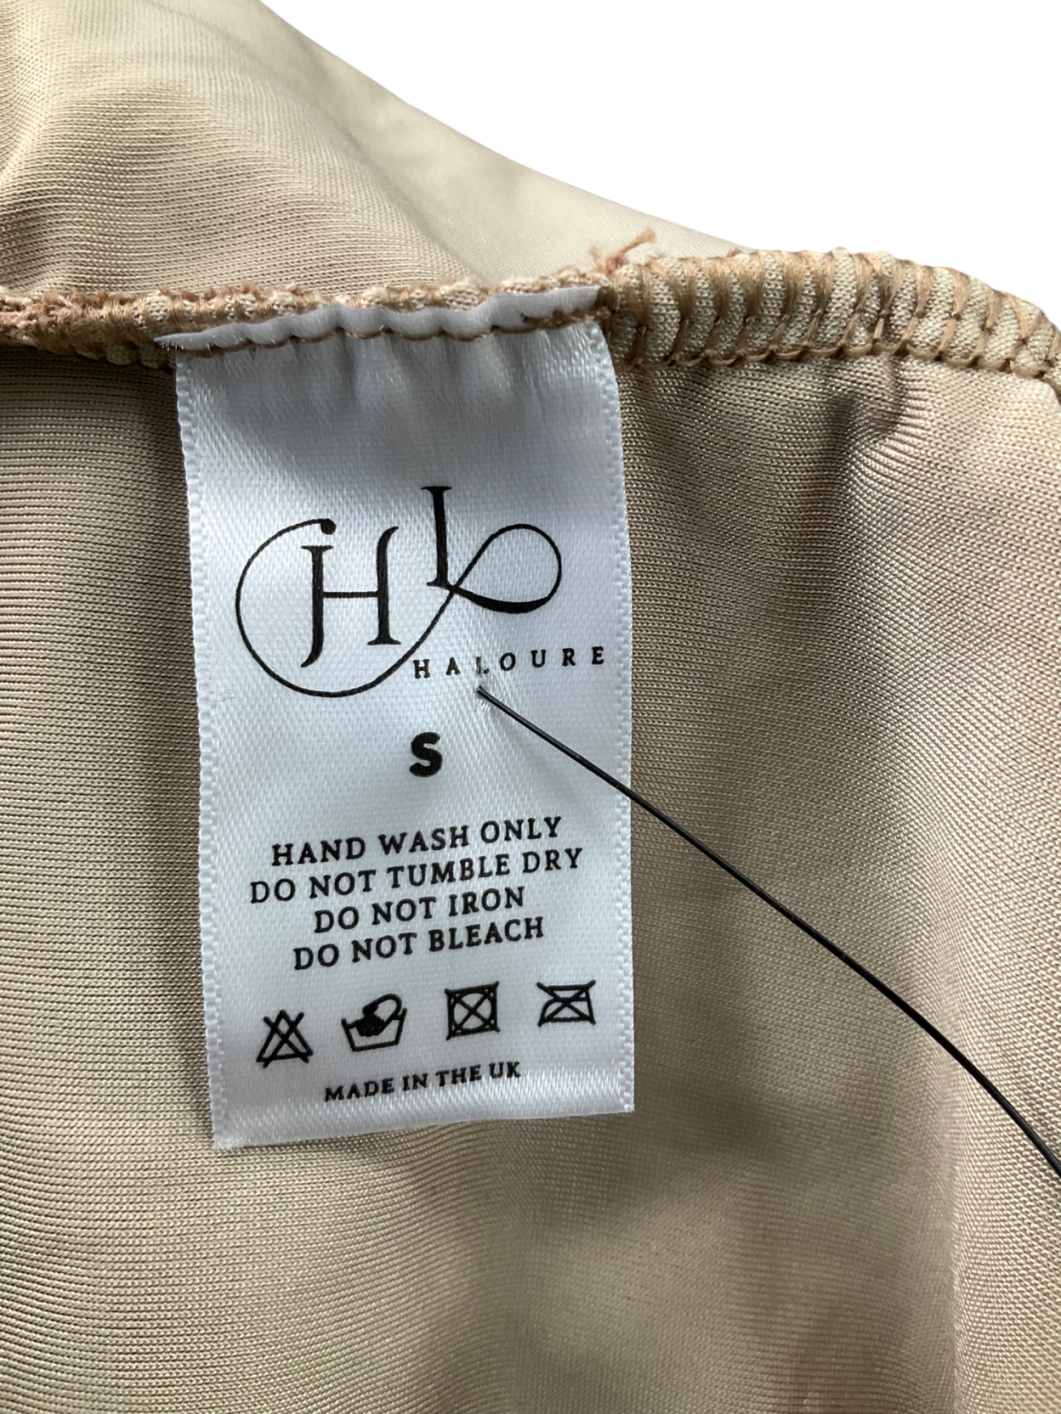 HL
HALOURE
S
HAND WASH ONLY
DO NOT TUMBLE DRY
DO NOT IRON
DO NOT BLEACH
MADE IN THE UK